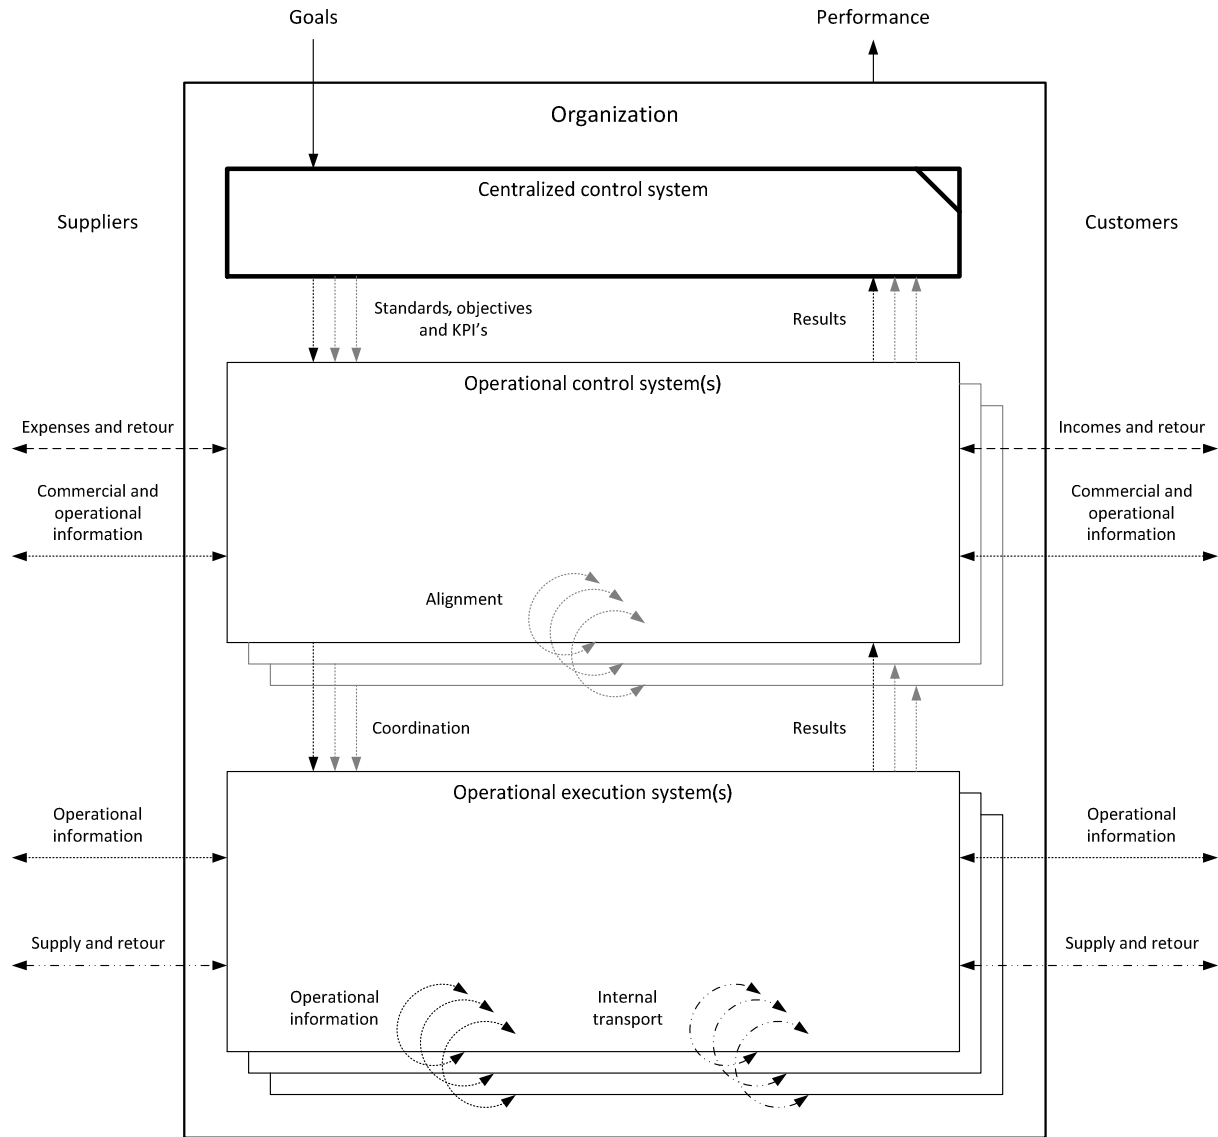 Goals
Performance
Organization
Centralized control system
Suppliers
Customers
Standards, objectives
and KPI's
Results
Operational control system(s)
Expenses and retour
Incomes and retour
Commercial and
operational
information
Commercial and
operational
information
Alignment
Coordination
Results
Operational execution system(s)
Operational
information
Operational
information
Supply and retour
Supply and retour
Operational
information
Internal
transport